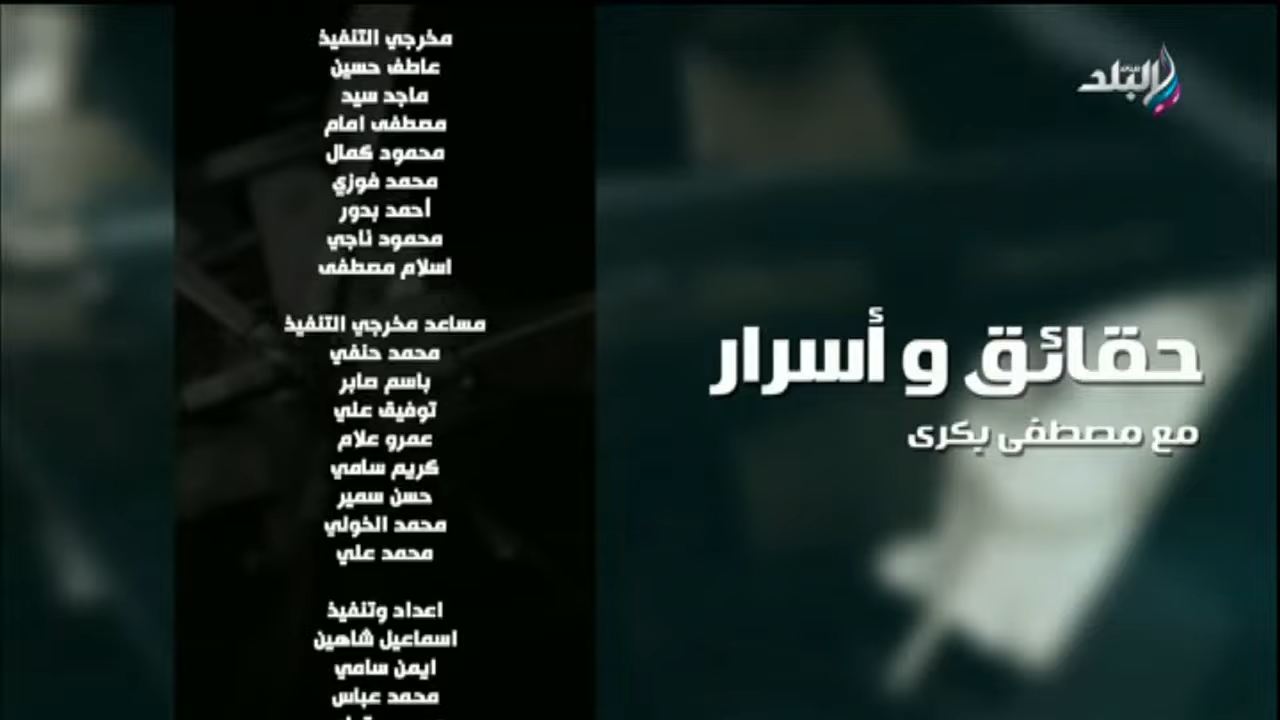 صدى البلد
حقائق و أسرار
مع مصطفى بكرى
مخرجي التنفيذ
عاطف حسين
ماجد سيد
مصطفى امام
محمود كمال
محمد فوزي
أحمد بدور
محمود ناجي
اسلام مصطفى
مساعد مخرجي التنفيذ
محمد حنفي
باسم صابر
توفيق علي
عمرو علام
كريم سامي
حسن سمير
محمد الخولي
محمد علي
اعداد وتنفيذ
اسماعيل شاهين
ايمن سامي
محمد عباس